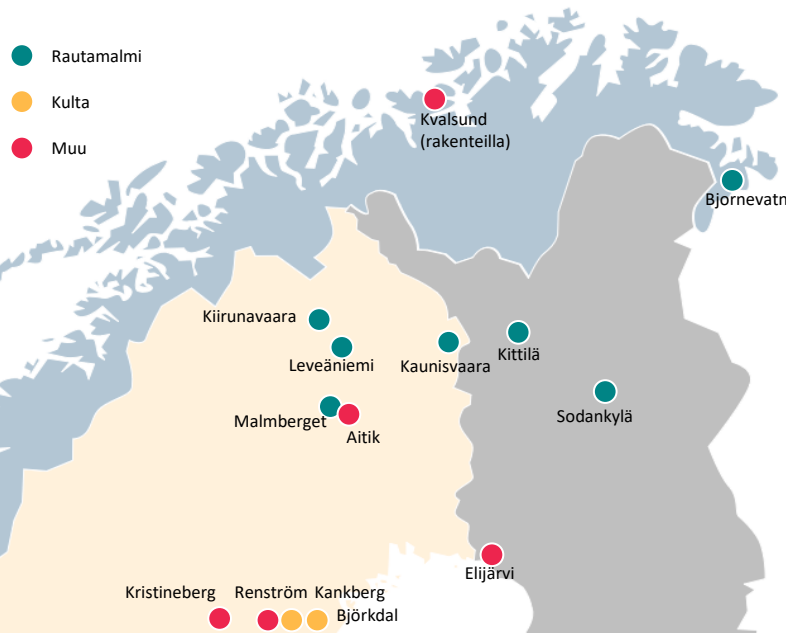 Rautamalmi
Kulta
Muu
Kvalsund
(rakenteilla)
Bjornevatn
Kiirunavaara
Leveäniemi
Kaunisvaara
Kittilä
Malmberget
Aitik
Sodankylä
Elijärvi
Kristineberg
Renström
Kankberg
Björkdal